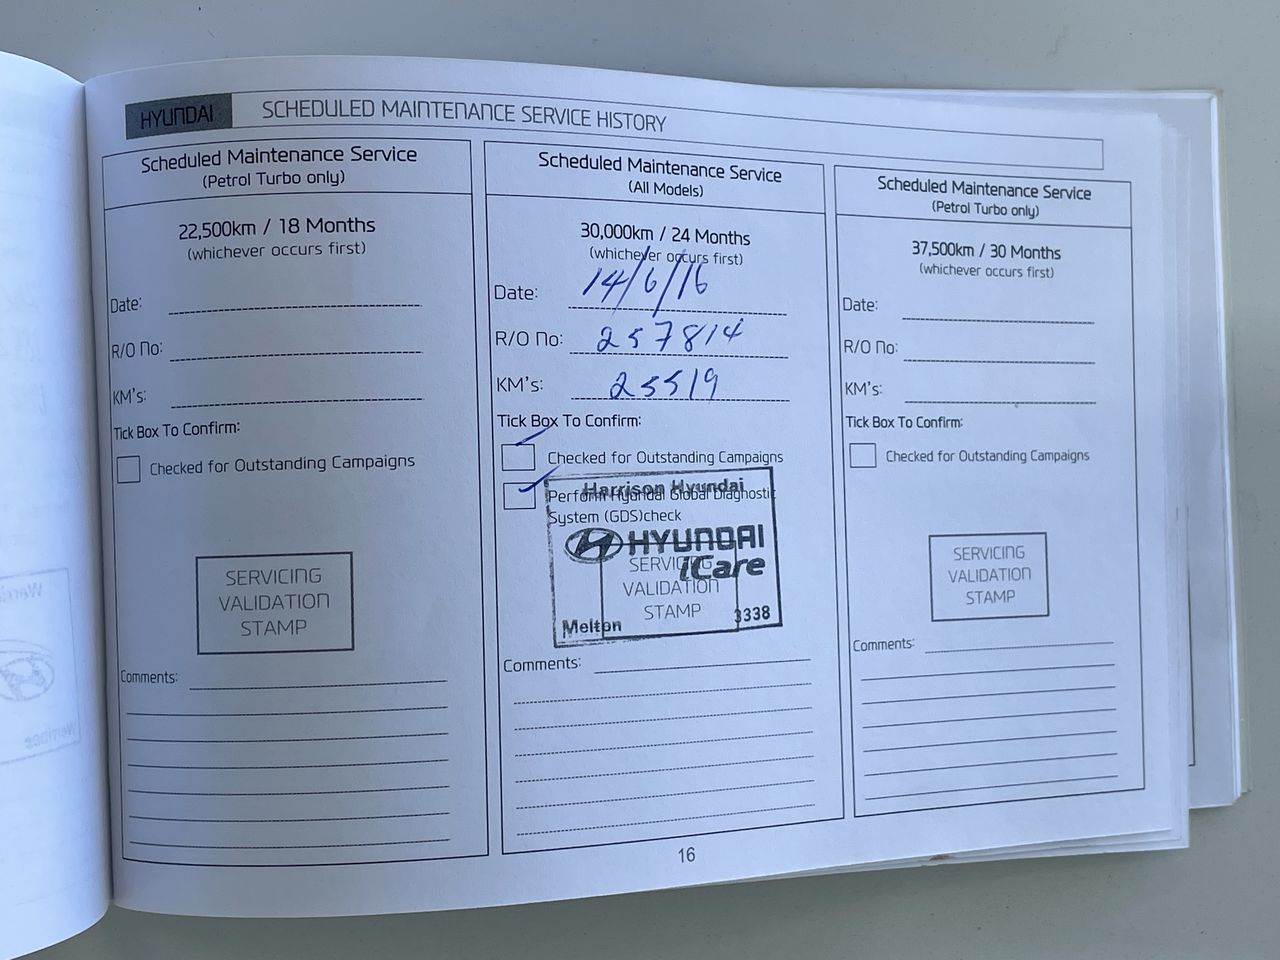 HYUNDAI
SCHEDULED MAINTENANCE SERVICE HISTORY
Scheduled Maintenance Service
(Petrol Turbo only)
22,500km / 18 Months
(whichever occurs first)
Date:
R/O No:
KM's:
Tick Box To Confirm:
Checked for Outstanding Campaigns
SERVICING
VALIDATION
STAMP
Comments:
Scheduled Maintenance Service
(All Models)
30,000km / 24 Months
(whichever occurs first)
Date: 14/6/16
R/O No: 257814
KM's: 25519
Tick Box To Confirm:
Checked for Outstanding Campaigns
Harrison Hyundai
Perform Hyundai Global Diagnostic
System (GDS)check
HYUNDAI
iCare
SERVICING
VALIDATION
STAMP
Melton 3338
Comments:
Scheduled Maintenance Service
(Petrol Turbo only)
37,500km / 30 Months
(whichever occurs first)
Date:
R/O No:
KM's:
Tick Box To Confirm:
Checked for Outstanding Campaigns
SERVICING
VALIDATION
STAMP
Comments:
16